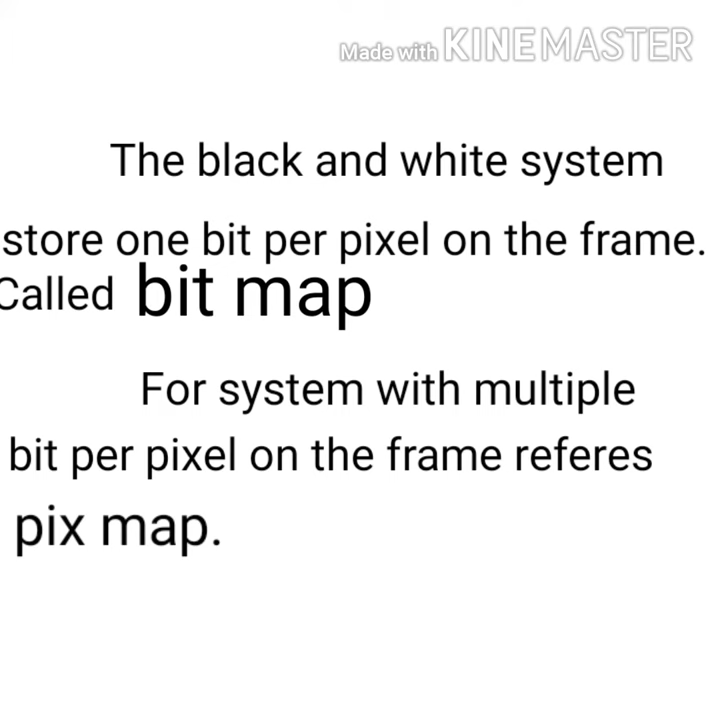 Made with KINEMASTER
The black and white system
store one bit per pixel on the frame.
Called bit map
For system with multiple
bit per pixel on the frame referes
pix map.